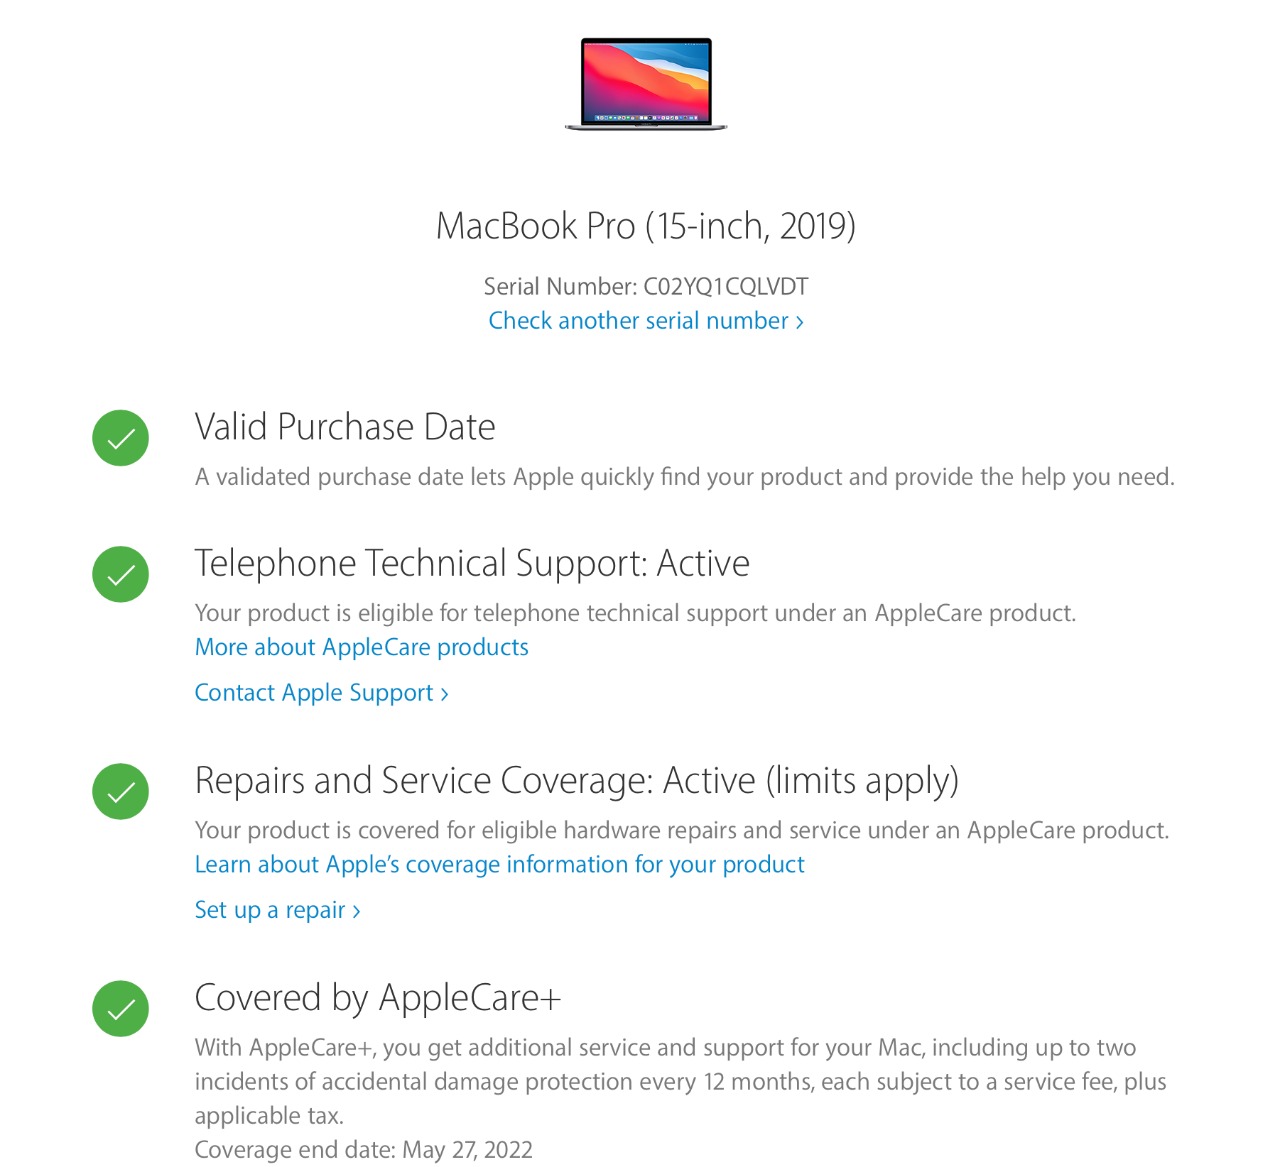 MacBook Pro (15-inch, 2019)
Serial Number: C02YQ1CQLVDT
Check another serial number ›
Valid Purchase Date
A validated purchase date lets Apple quickly find your product and provide the help you need.
Telephone Technical Support: Active
Your product is eligible for telephone technical support under an AppleCare product.
More about AppleCare products
Contact Apple Support ›
Repairs and Service Coverage: Active (limits apply)
Your product is covered for eligible hardware repairs and service under an AppleCare product.
Learn about Apple’s coverage information for your product
Set up a repair ›
Covered by AppleCare+
With AppleCare+, you get additional service and support for your Mac, including up to two
incidents of accidental damage protection every 12 months, each subject to a service fee, plus
applicable tax.
Coverage end date: May 27, 2022